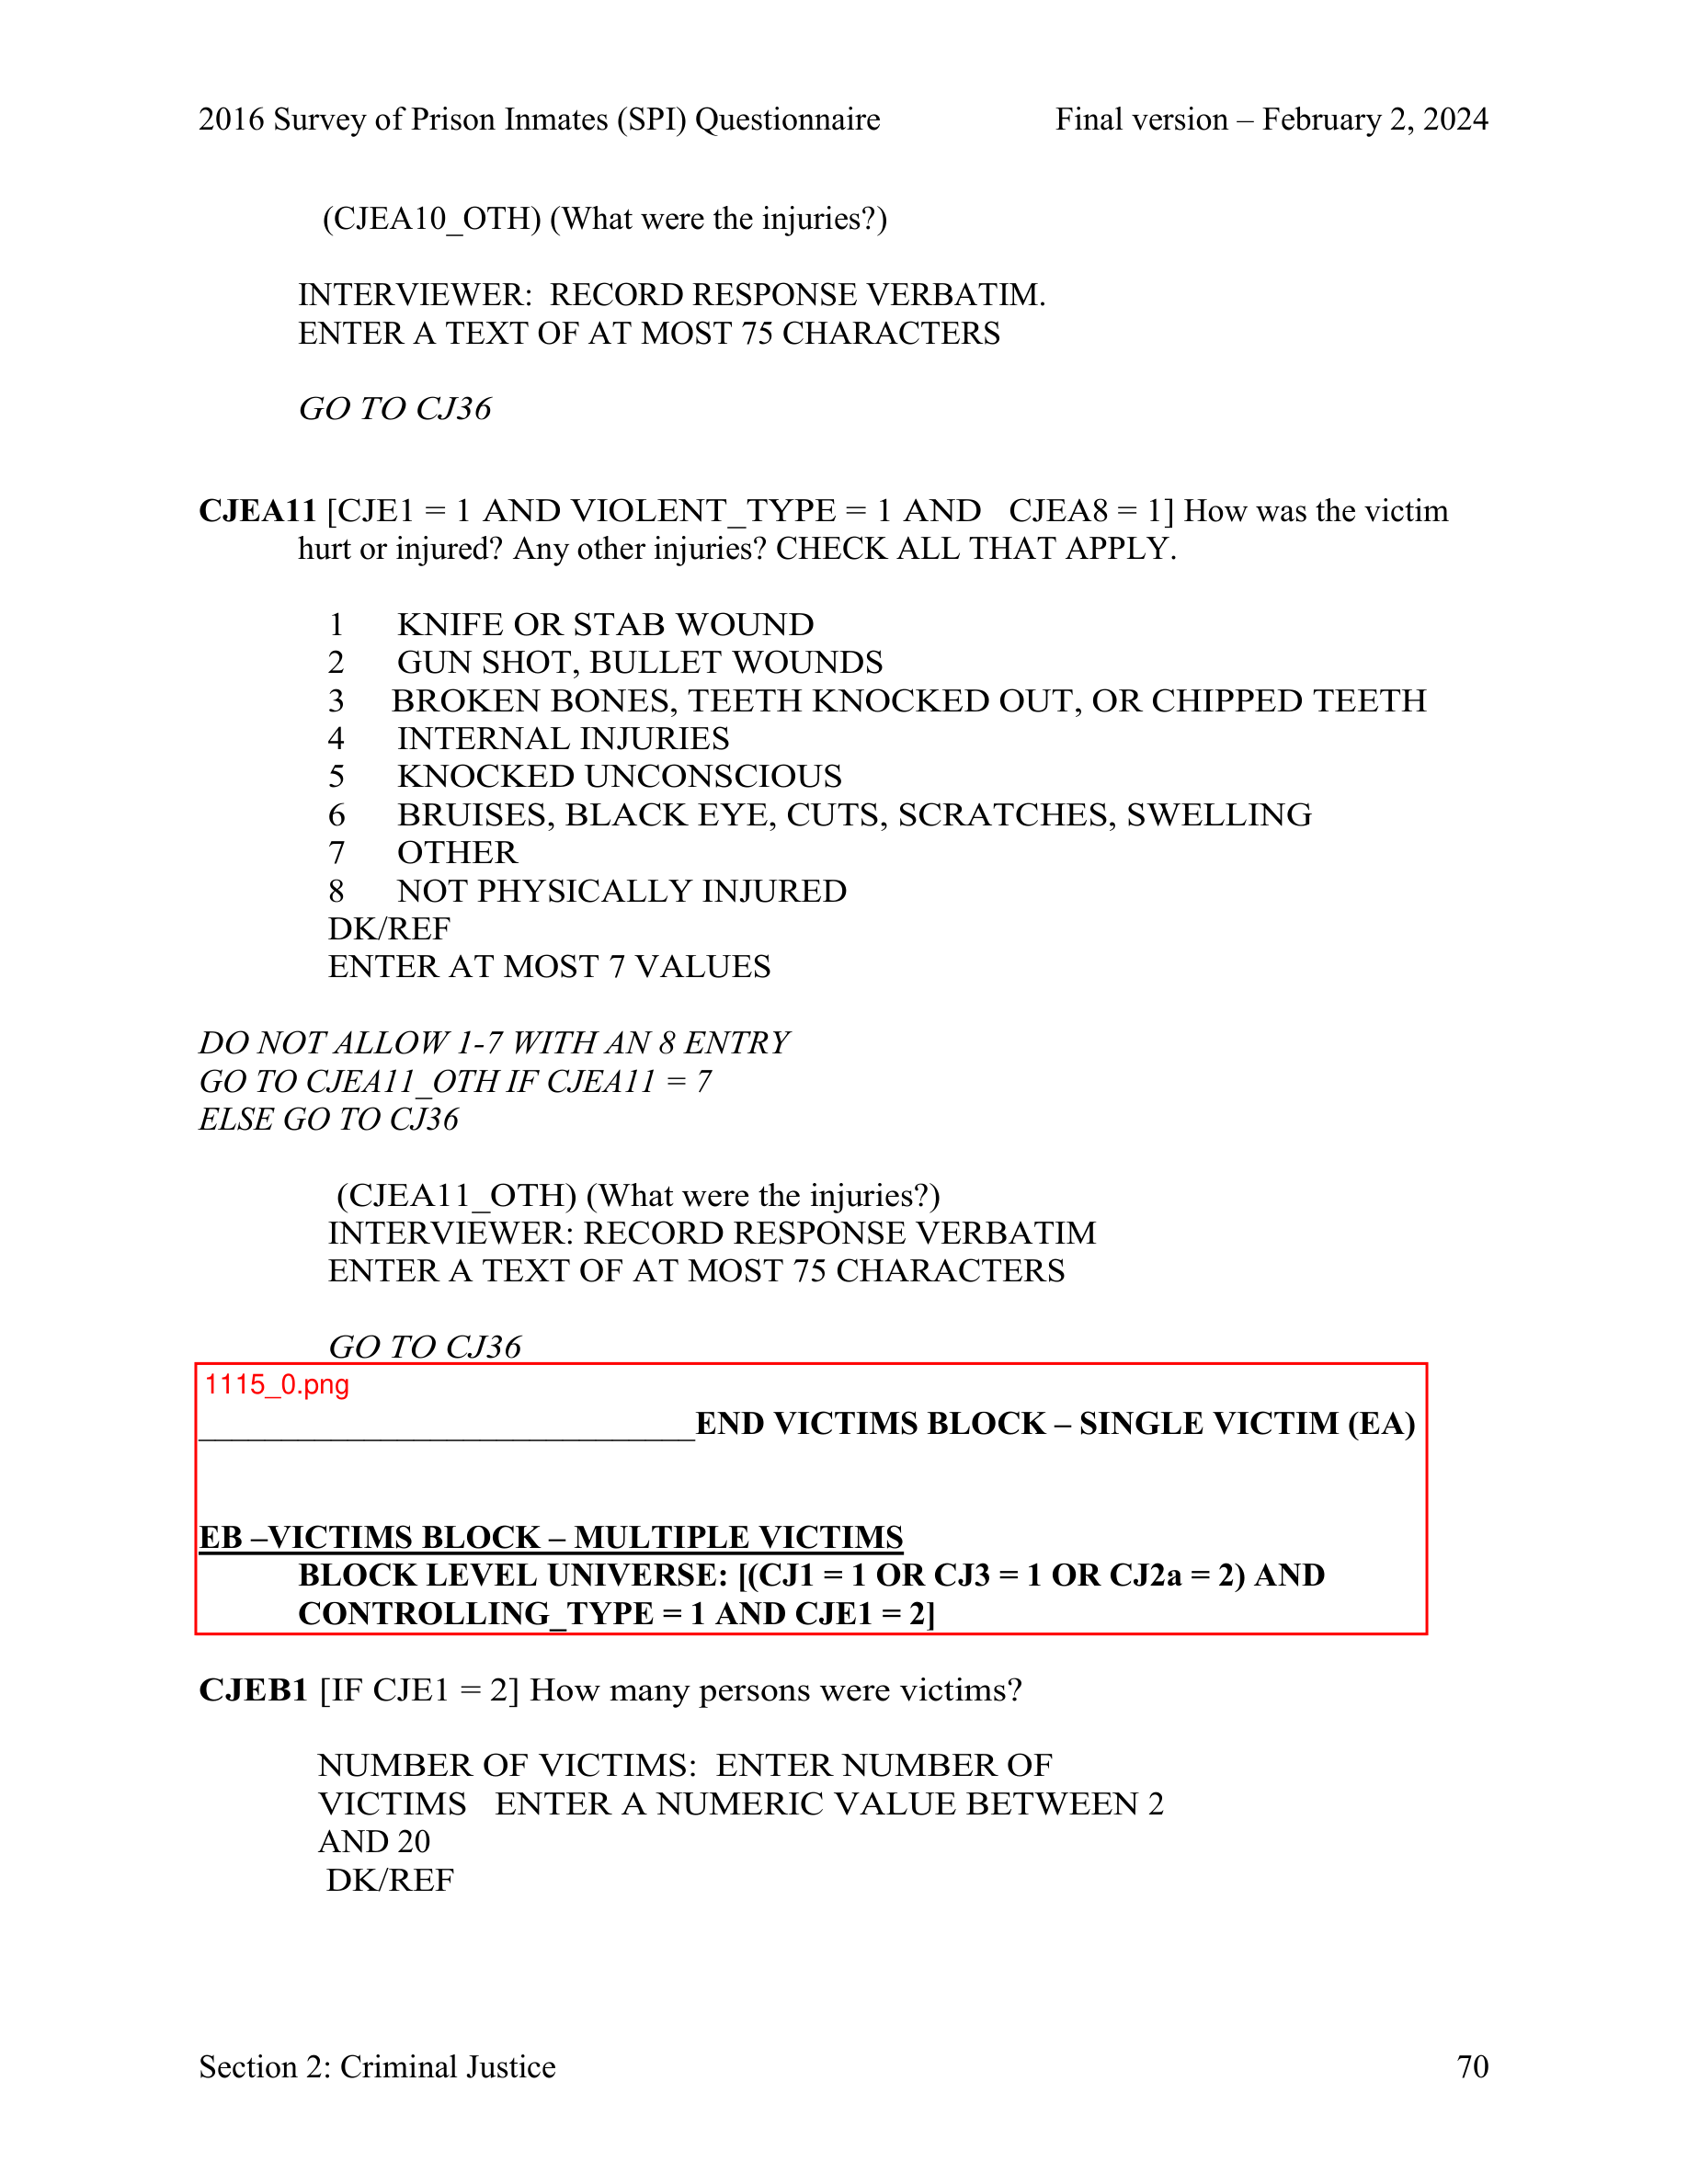 2016 Survey of Prison Inmates (SPI) Questionnaire Final version – February 2, 2024
(CJEA10_OTH) (What were the injuries?)
INTERVIEWER: RECORD RESPONSE VERBATIM.
ENTER A TEXT OF AT MOST 75 CHARACTERS
GO TO CJ36
CJEA11 [CJE1 = 1 AND VIOLENT_TYPE = 1 AND CJEA8 = 1] How was the victim
hurt or injured? Any other injuries? CHECK ALL THAT APPLY.
1 KNIFE OR STAB WOUND
2 GUN SHOT, BULLET WOUNDS
3 BROKEN BONES, TEETH KNOCKED OUT, OR CHIPPED TEETH
4 INTERNAL INJURIES
5 KNOCKED UNCONSCIOUS
6 BRUISES, BLACK EYE, CUTS, SCRATCHES, SWELLING
7 OTHER
8 NOT PHYSICALLY INJURED
DK/REF
ENTER AT MOST 7 VALUES
DO NOT ALLOW 1-7 WITH AN 8 ENTRY
GO TO CJEA11_OTH IF CJEA11 = 7
ELSE GO TO CJ36
(CJEA11_OTH) (What were the injuries?)
INTERVIEWER: RECORD RESPONSE VERBATIM
ENTER A TEXT OF AT MOST 75 CHARACTERS
GO TO CJ36
1115_0.png
______________________________END VICTIMS BLOCK – SINGLE VICTIM (EA)
EB –VICTIMS BLOCK – MULTIPLE VICTIMS
BLOCK LEVEL UNIVERSE: [(CJ1 = 1 OR CJ3 = 1 OR CJ2a = 2) AND
CONTROLLING_TYPE = 1 AND CJE1 = 2]
CJEB1 [IF CJE1 = 2] How many persons were victims?
NUMBER OF VICTIMS: ENTER NUMBER OF
VICTIMS ENTER A NUMERIC VALUE BETWEEN 2
AND 20
DK/REF
Section 2: Criminal Justice 70